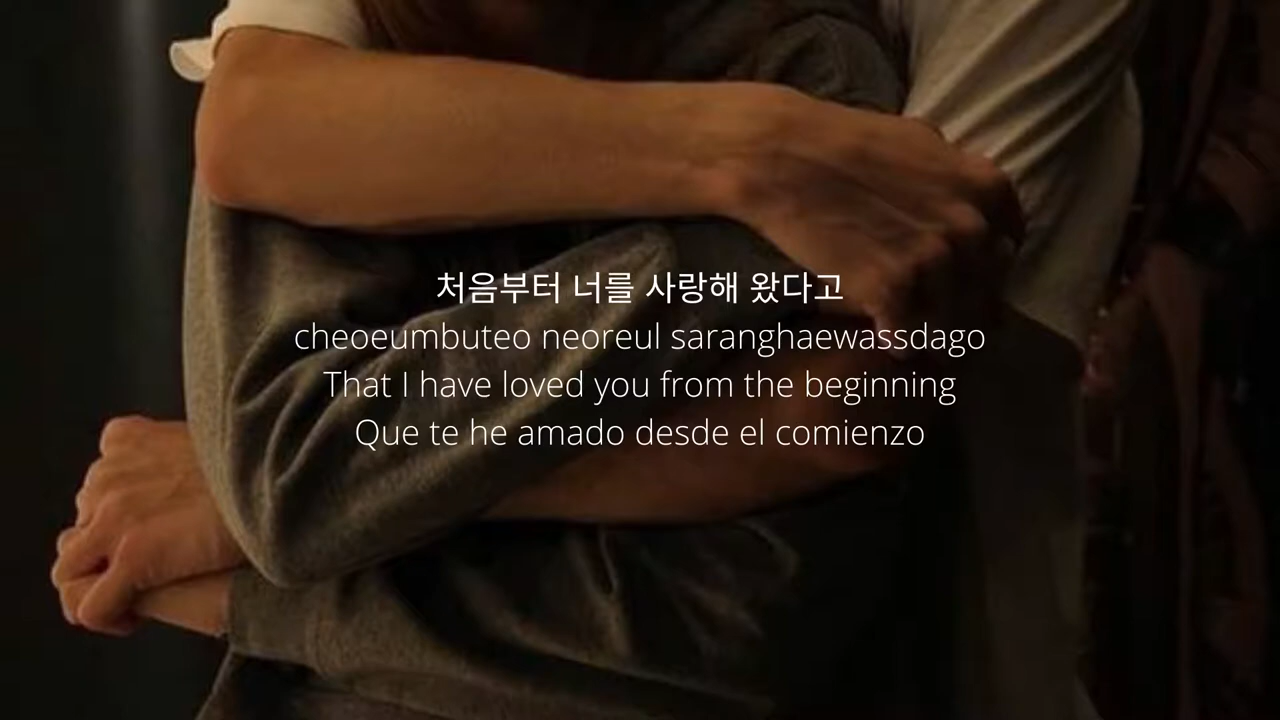 처음부터 너를 사랑해 왔다고
cheoeumbuteo neoreul saranghaewassdago
That I have loved you from the beginning
Que te he amado desde el comienzo